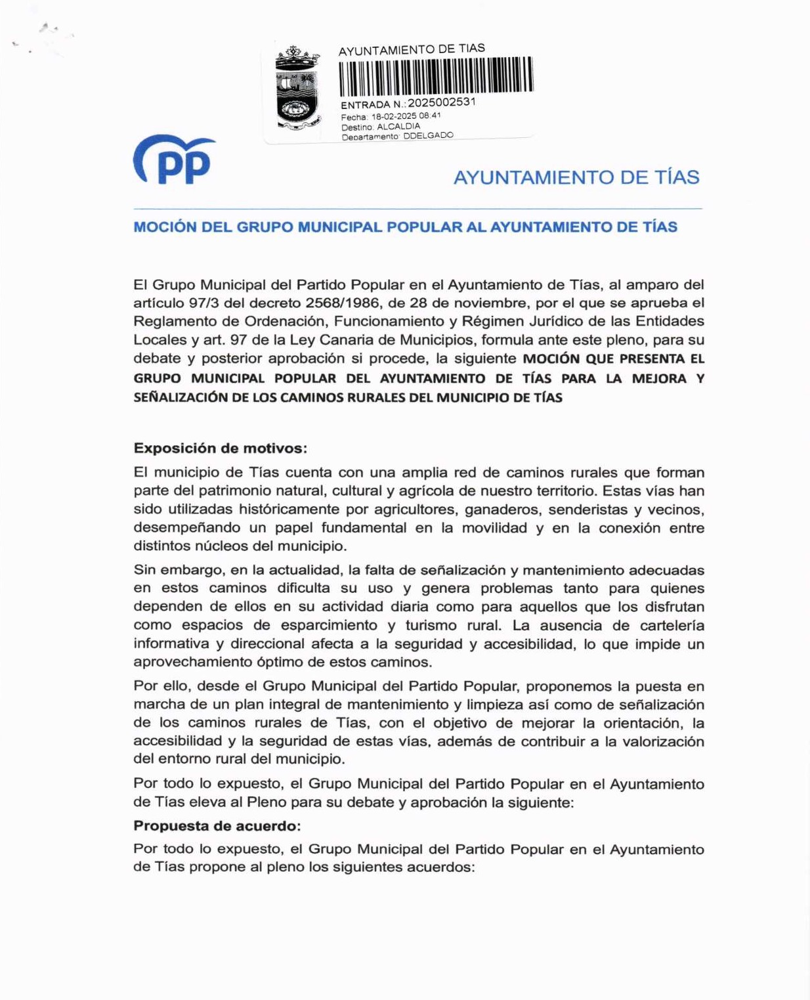 AYUNTAMIENTO DE TIAS
ENTRADA N.: 2025002531
Fecha: 18-02-2025 08:41
Destino: ALCALDIA
Departamento: DDELGADO
PP
AYUNTAMIENTO DE TÍAS
MOCIÓN DEL GRUPO MUNICIPAL POPULAR AL AYUNTAMIENTO DE TÍAS
El Grupo Municipal del Partido Popular en el Ayuntamiento de Tías, al amparo del
artículo 97/3 del decreto 2568/1986, de 28 de noviembre, por el que se aprueba el
Reglamento de Ordenación, Funcionamiento y Régimen Jurídico de las Entidades
Locales y art. 97 de la Ley Canaria de Municipios, formula ante este pleno, para su
debate y posterior aprobación si procede, la siguiente MOCIÓN QUE PRESENTA EL
GRUPO MUNICIPAL POPULAR DEL AYUNTAMIENTO DE TÍAS PARA LA MEJORA Y
SEÑALIZACIÓN DE LOS CAMINOS RURALES DEL MUNICIPIO DE TÍAS
Exposición de motivos:
El municipio de Tías cuenta con una amplia red de caminos rurales que forman
parte del patrimonio natural, cultural y agrícola de nuestro territorio. Estas vías han
sido utilizadas históricamente por agricultores, ganaderos, senderistas y vecinos,
desempeñando un papel fundamental en la movilidad y en la conexión entre
distintos núcleos del municipio.
Sin embargo, en la actualidad, la falta de señalización y mantenimiento adecuadas
en estos caminos dificulta su uso y genera problemas tanto para quienes
dependen de ellos en su actividad diaria como para aquellos que los disfrutan
como espacios de esparcimiento y turismo rural. La ausencia de cartelería
informativa y direccional afecta a la seguridad y accesibilidad, lo que impide un
aprovechamiento óptimo de estos caminos.
Por ello, desde el Grupo Municipal del Partido Popular, proponemos la puesta en
marcha de un plan integral de mantenimiento y limpieza así como de señalización
de los caminos rurales de Tías, con el objetivo de mejorar la orientación, la
accesibilidad y la seguridad de estas vías, además de contribuir a la valorización
del entorno rural del municipio.
Por todo lo expuesto, el Grupo Municipal del Partido Popular en el Ayuntamiento
de Tías eleva al Pleno para su debate y aprobación la siguiente:
Propuesta de acuerdo:
Por todo lo expuesto, el Grupo Municipal del Partido Popular en el Ayuntamiento
de Tías propone al pleno los siguientes acuerdos: